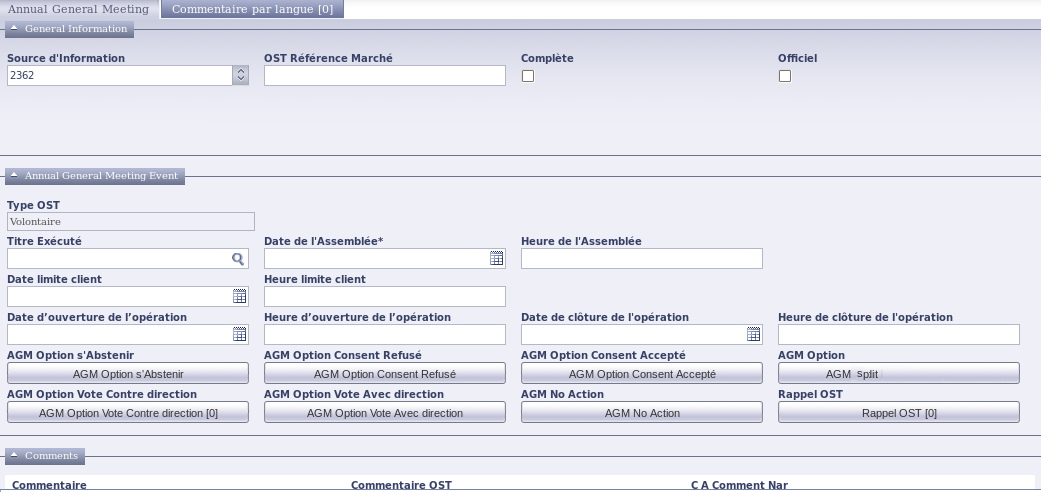 Annual General Meeting Commentaire par langue [0]
General Information
Source d'Information OST Référence Marché Complète Officiel
2362
Annual General Meeting Event
Type OST
Volontaire
Titre Exécuté Date de l'Assemblée* Heure de l'Assemblée
Date limite client Heure limite client
Date d’ouverture de l’opération Heure d’ouverture de l’opération Date de clôture de l'opération Heure de clôture de l'opération
AGM Option s'Abstenir AGM Option Consent Refusé AGM Option Consent Accepté AGM Option
AGM Option s'Abstenir AGM Option Consent Refusé AGM Option Consent Accepté AGM split
AGM Option Vote Contre direction AGM Option Vote Avec direction AGM No Action Rappel OST
AGM Option Vote Contre direction [0] AGM Option Vote Avec direction AGM No Action Rappel OST [0]
Comments
Commentaire Commentaire OST C A Comment Nar